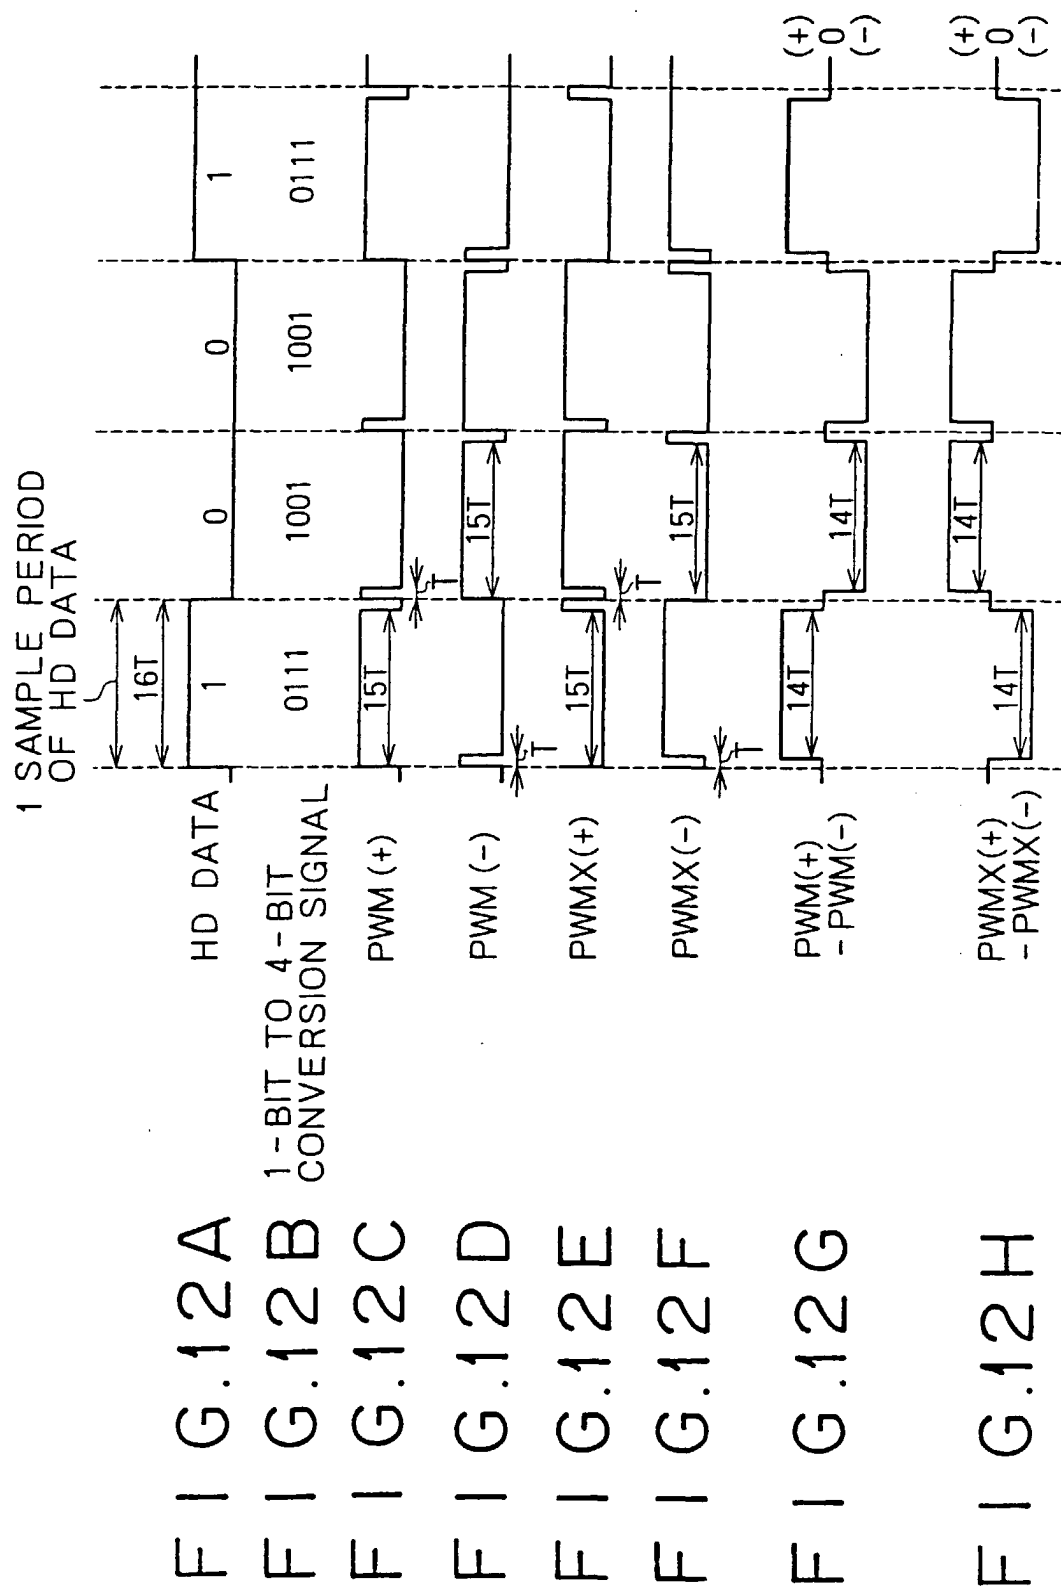 1 SAMPLE PERIOD
OF HD DATA
16T
FIG.12A
HD DATA
1
0
0
1
FIG.12B
1-BIT TO 4-BIT
CONVERSION SIGNAL
0111
1001
1001
0111
FIG.12C
PWM(+)
15T
T
FIG.12D
PWM(-)
T
15T
FIG.12E
PWMX(+)
15T
T
FIG.12F
PWMX(-)
T
15T
FIG.12G
PWM(+)
-PWM(-)
14T
14T
(+)
0
(-)
FIG.12H
PWMX(+)
-PWMX(-)
14T
14T
(+)
0
(-)